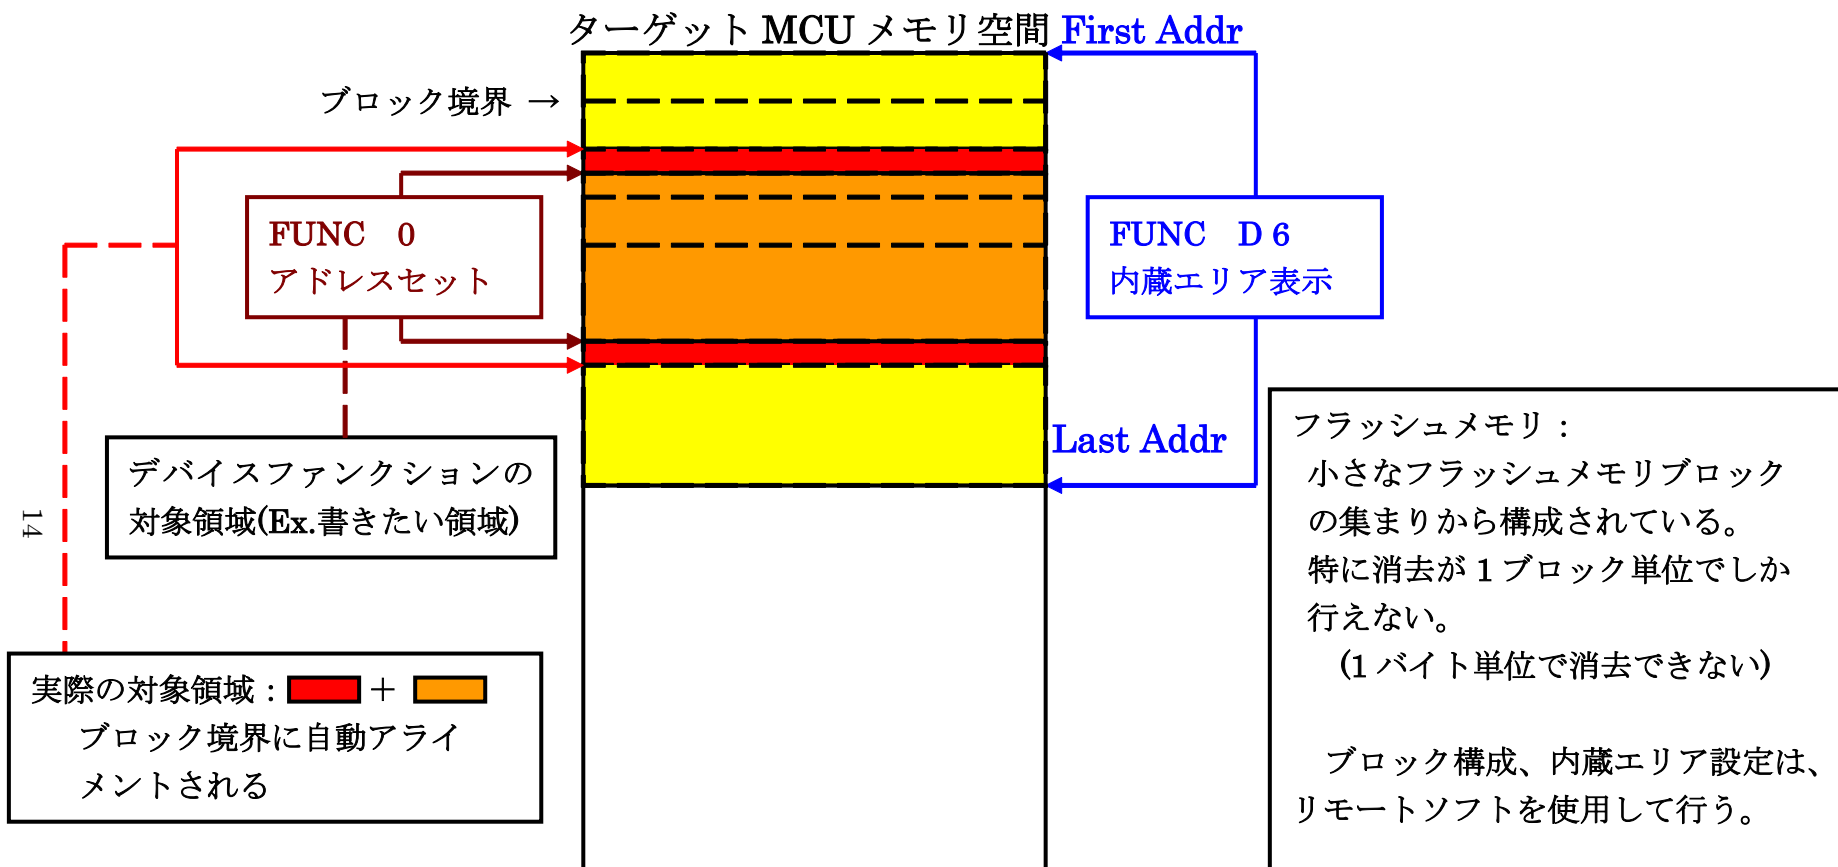 ターゲット MCU メモリ空間 First Addr
ブロック境界 →
FUNC 0
アドレスセット
FUNC D 6
内蔵エリア表示
Last Addr
デバイスファンクションの
対象領域(Ex.書きたい領域)
14
実際の対象領域： ＋
ブロック境界に自動アライ
メントされる
フラッシュメモリ：
小さなフラッシュメモリブロック
の集まりから構成されている。
特に消去が 1 ブロック単位でしか
行えない。
(1 バイト単位で消去できない)
ブロック構成、内蔵エリア設定は、
リモートソフトを使用して行う。